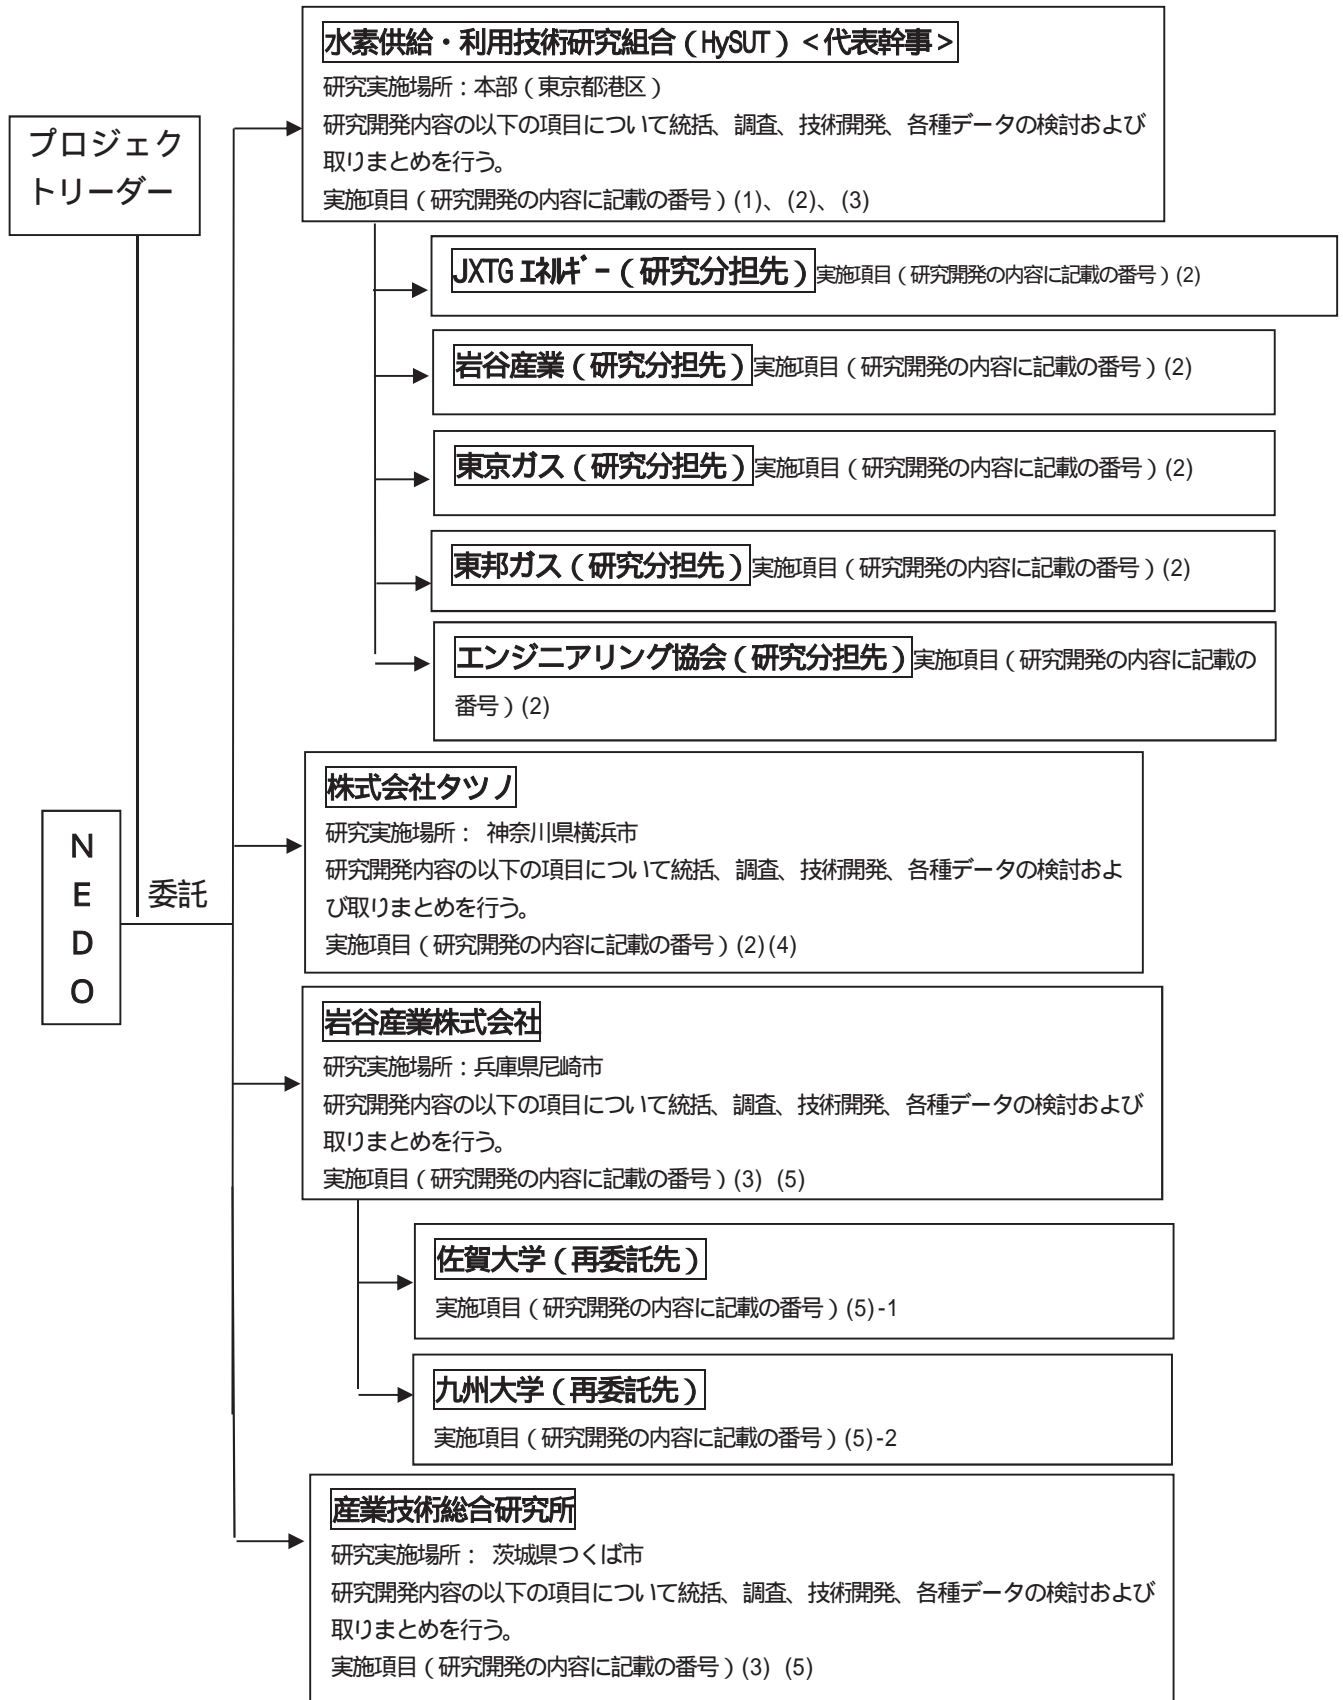 水素供給・利用技術研究組合（HySUT）＜代表幹事＞
研究実施場所：本部（東京都港区）
研究開発内容の以下の項目について統括、調査、技術開発、各種データの検討および
取りまとめを行う。
実施項目（研究開発の内容に記載の番号）(1)、(2)、(3)
プロジェク
トリーダー
JXTG ｴﾈﾙｷﾞｰ（研究分担先）実施項目（研究開発の内容に記載の番号）(2)
岩谷産業（研究分担先）実施項目（研究開発の内容に記載の番号）(2)
東京ガス（研究分担先）実施項目（研究開発の内容に記載の番号）(2)
東邦ガス（研究分担先）実施項目（研究開発の内容に記載の番号）(2)
エンジニアリング協会（研究分担先）実施項目（研究開発の内容に記載の
番号）(2)
株式会社タツノ
研究実施場所： 神奈川県横浜市
研究開発内容の以下の項目について統括、調査、技術開発、各種データの検討およ
び取りまとめを行う。
実施項目（研究開発の内容に記載の番号）(2)(4)
N
E
D
O
委託
岩谷産業株式会社
研究実施場所：兵庫県尼崎市
研究開発内容の以下の項目について統括、調査、技術開発、各種データの検討および
取りまとめを行う。
実施項目（研究開発の内容に記載の番号）(3) (5)
佐賀大学（再委託先）
実施項目（研究開発の内容に記載の番号）(5)-1
九州大学（再委託先）
実施項目（研究開発の内容に記載の番号）(5)-2
産業技術総合研究所
研究実施場所： 茨城県つくば市
研究開発内容の以下の項目について統括、調査、技術開発、各種データの検討および
取りまとめを行う。
実施項目（研究開発の内容に記載の番号）(3) (5)